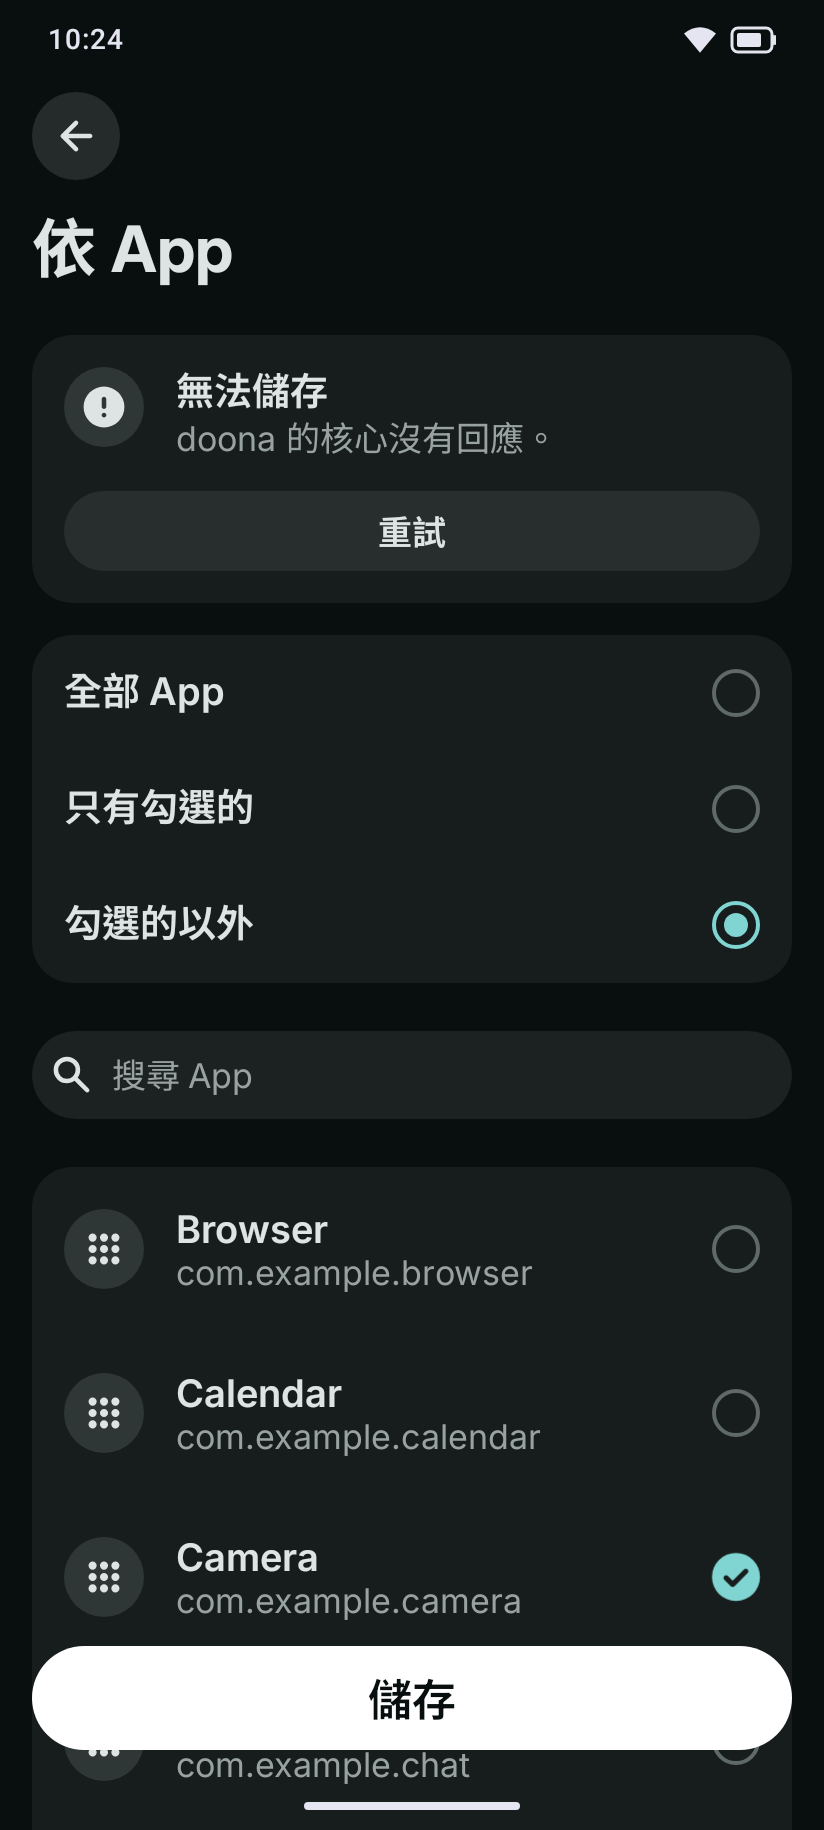 10:24
依 App
無法儲存
doona 的核心沒有回應。
重試
全部 App
只有勾選的
勾選的以外
搜尋 App
Browser
com.example.browser
Calendar
com.example.calendar
Camera
com.example.camera
儲存
com.example.chat